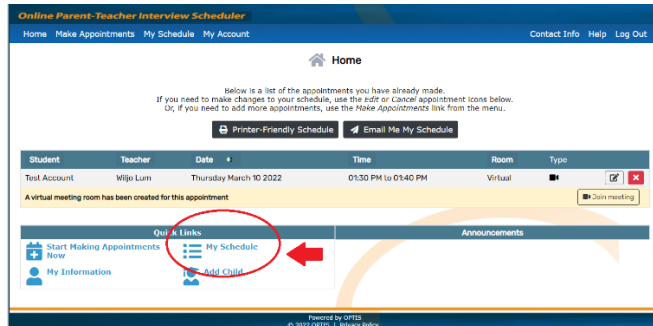 Online Parent-Teacher Interview Scheduler
Home Make Appointments My Schedule My Account Contact Info Help Log Out
Home
Below is a list of the appointments you have already made.
If you need to make changes to your schedule, use the Edit or Cancel appointment icons below.
Or, if you need to add more appointments, use the Make Appointments link from the menu.
Printer-Friendly Schedule Email Me My Schedule
Student Teacher Date Time Room Type
Test Account Wiljo Lum Thursday March 10 2022 01:30 PM to 01:40 PM Virtual
A virtual meeting room has been created for this appointment Join meeting
Quick Links Announcements
Start Making Appointments Now My Schedule
My Information Add Child
Powered by OPTIS
© 2022 OPTIS | Privacy Policy